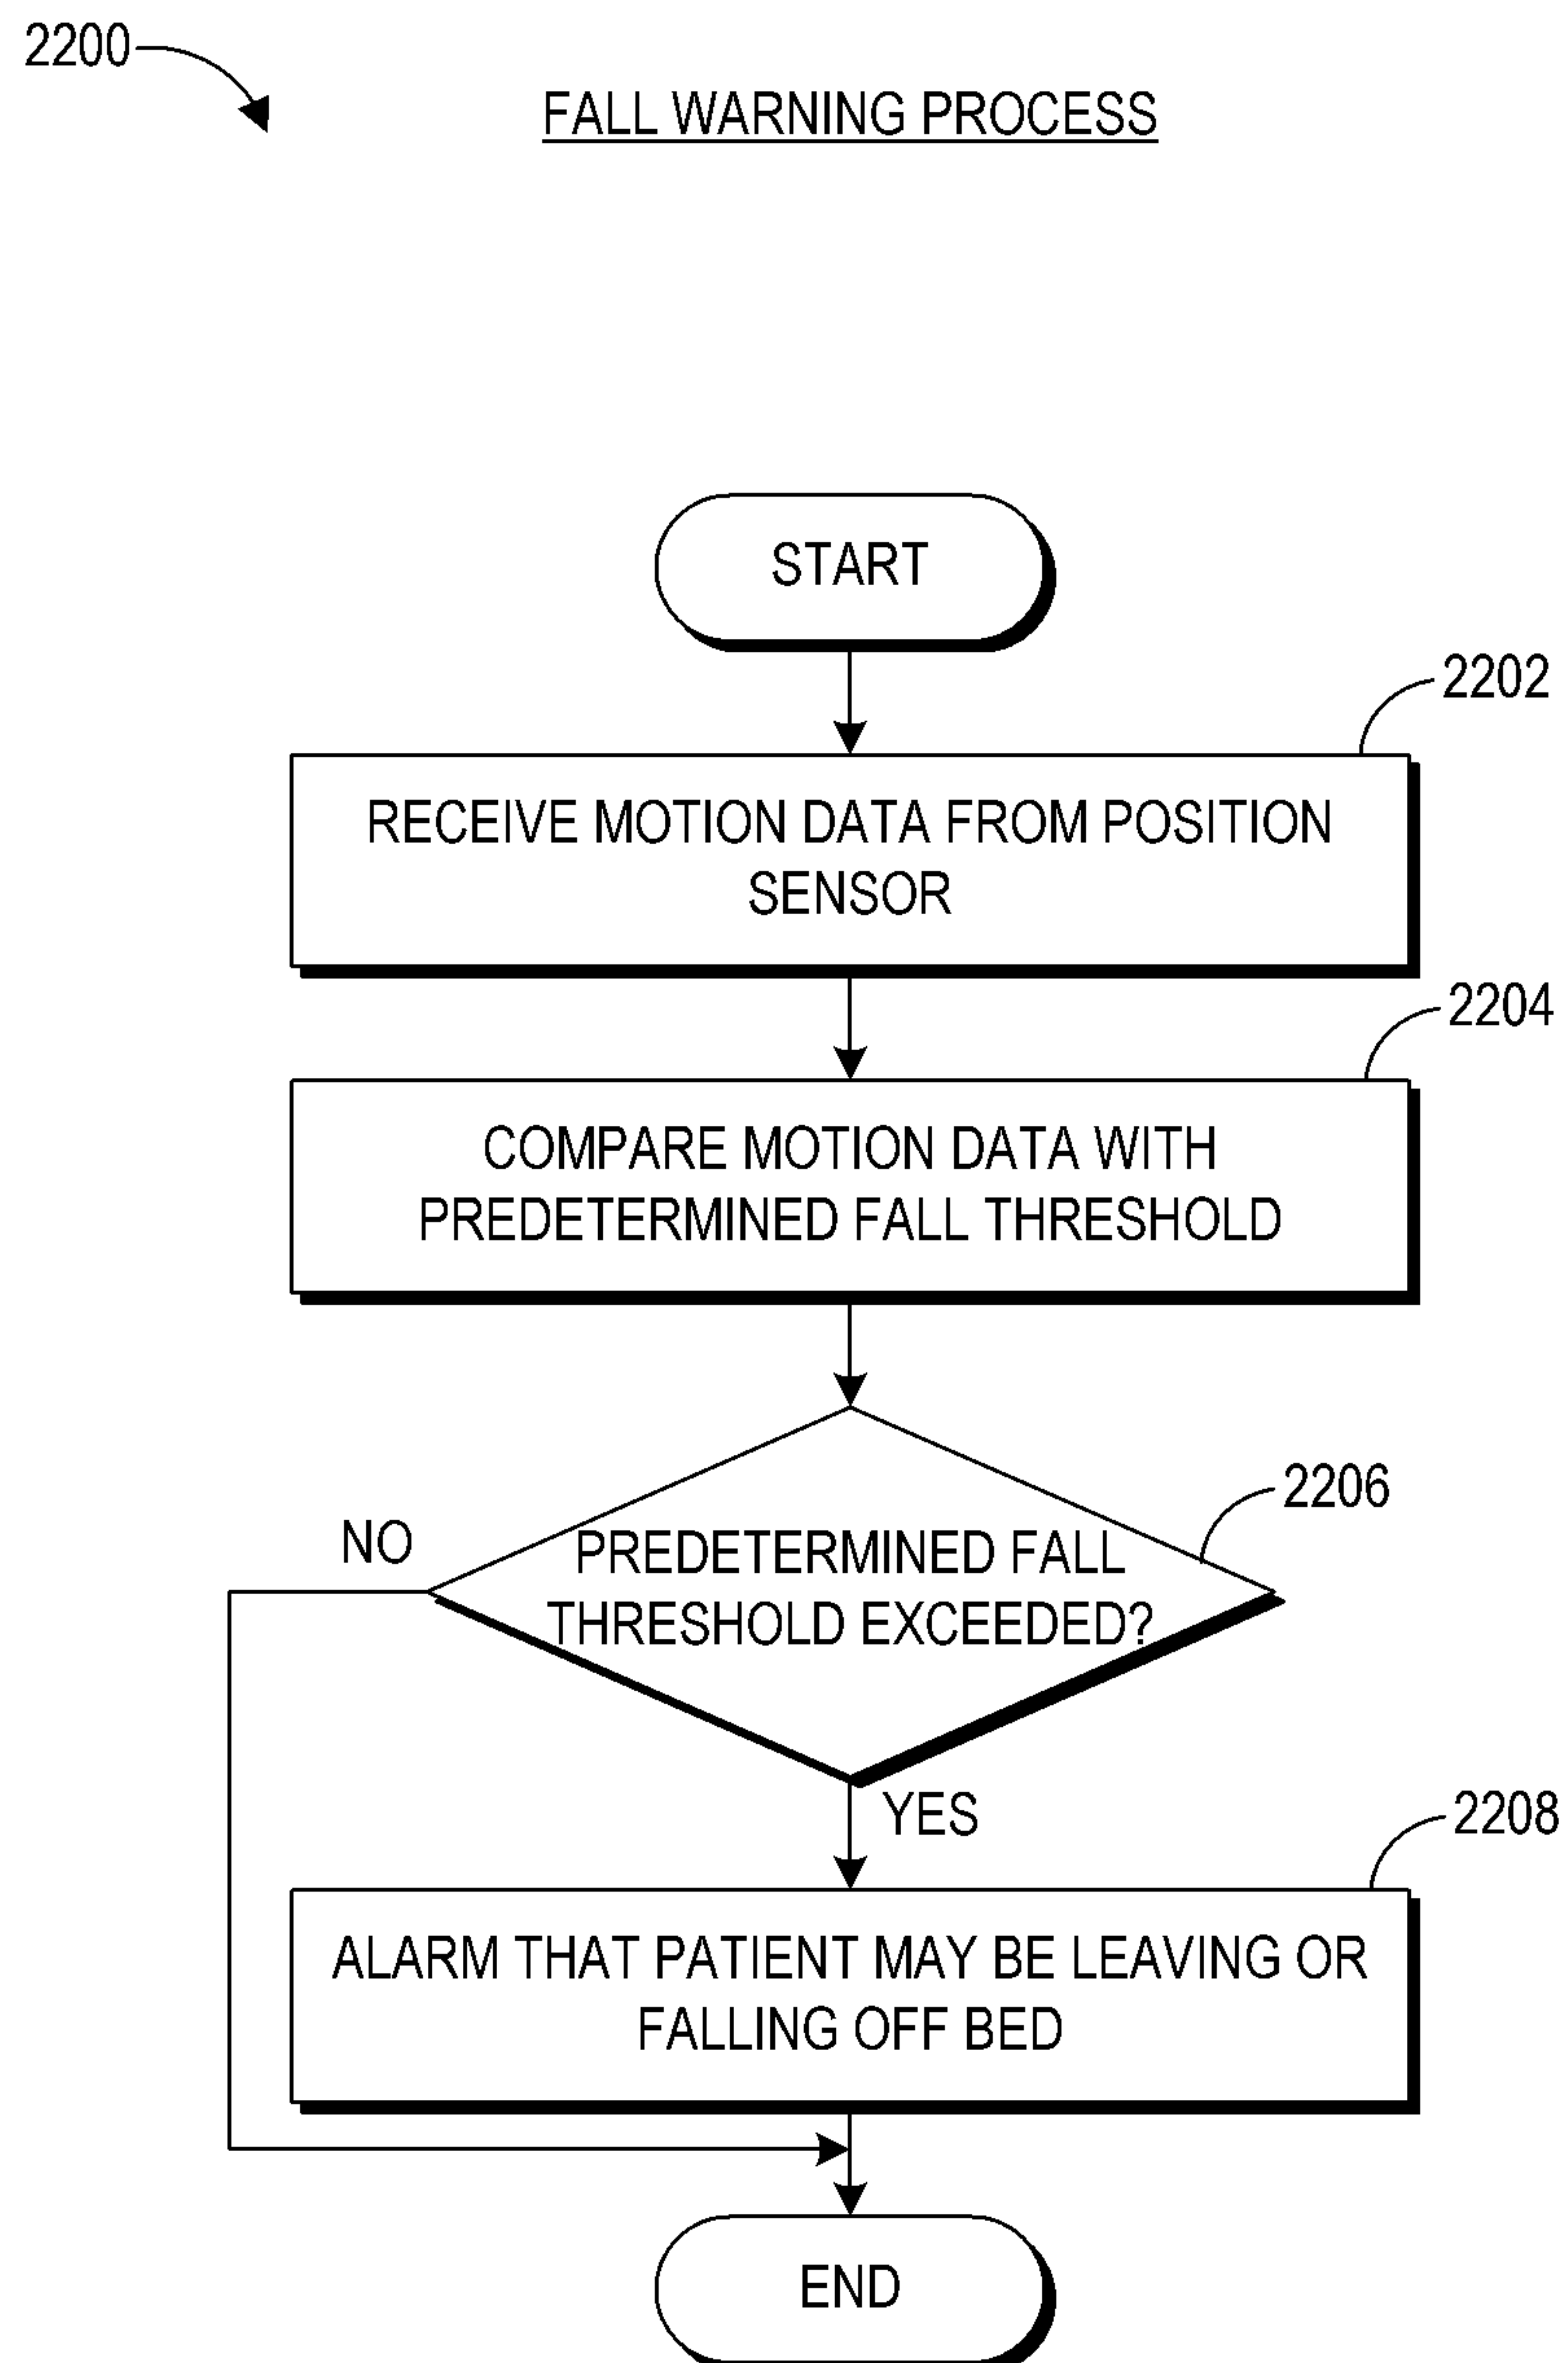 2200
FALL WARNING PROCESS
START
2202
RECEIVE MOTION DATA FROM POSITION
SENSOR
2204
COMPARE MOTION DATA WITH
PREDETERMINED FALL THRESHOLD
2206
NO
PREDETERMINED FALL
THRESHOLD EXCEEDED?
YES
2208
ALARM THAT PATIENT MAY BE LEAVING OR
FALLING OFF BED
END